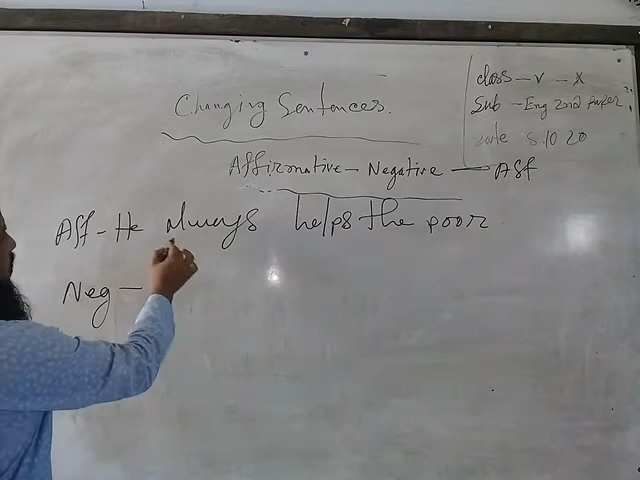 class - V - X
Sub - Eng 2nd paper
Date 5.10 20
Changing Sentences.
Affirmative - Negative - Aff
Aff - He Always helps the poor.
Neg -